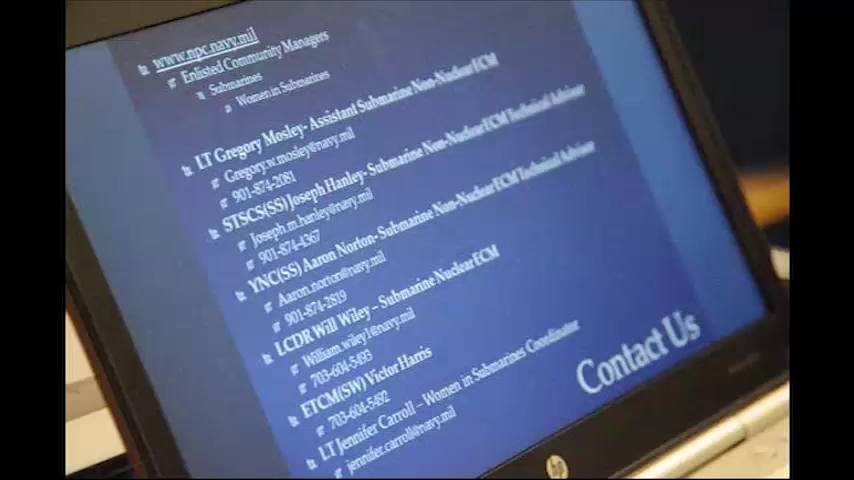 www.npc.navy.mil
Enlisted Community Managers
Submarines
Women in Submarines
LT Gregory Mosley- Assistant Submarine Non-Nuclear ECM
Gregory.w.mosley@navy.mil
901-874-2081
STSCS(SS) Joseph Hanley- Submarine Non-Nuclear ECM Technical Advisor
Joseph.m.hanley@navy.mil
901-874-4367
YNC(SS) Aaron Norton- Submarine Non-Nuclear ECM Technical Advisor
Aaron.norton@navy.mil
901-874-2819
LCDR Will Wiley – Submarine Nuclear ECM
William.wiley1@navy.mil
703-604-5493
ETCM(SW) Victor Harris
703-604-5492
LT Jennifer Carroll – Women in Submarines Coordinator
jennifer.carroll@navy.mil
Contact Us
hp